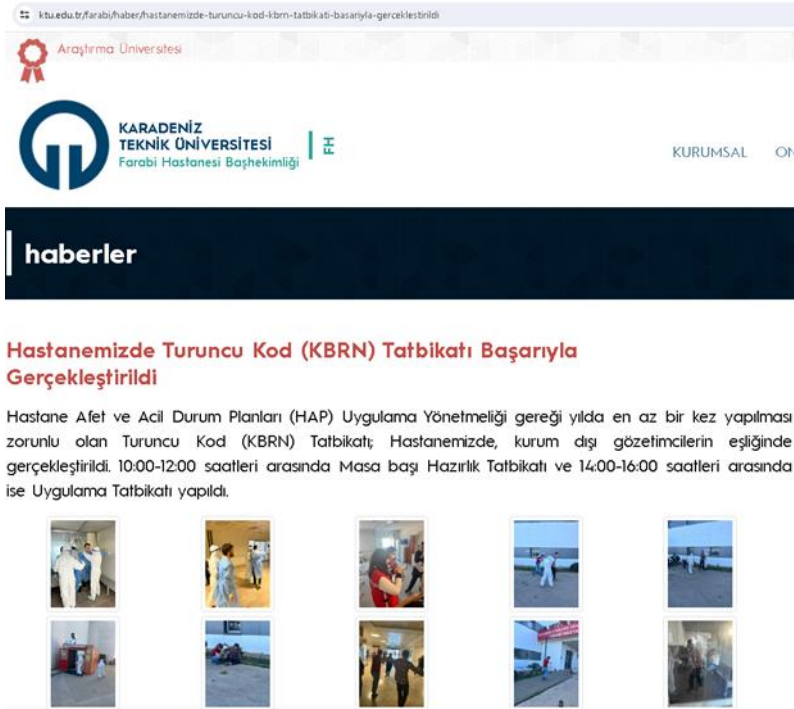 ktu.edu.tr/farabi/haber/hastanemizde-turuncu-kod-kbrn-tatbikati-basariyla-gerceklestirildi
Araştırma Üniversitesi
KARADENİZ
TEKNİK ÜNİVERSİTESİ
Farabi Hastanesi Başhekimliği
FH
KURUMSAL ON
haberler
Hastanemizde Turuncu Kod (KBRN) Tatbikatı Başarıyla
Gerçekleştirildi
Hastane Afet ve Acil Durum Planları (HAP) Uygulama Yönetmeliği gereği yılda en az bir kez yapılması
zorunlu olan Turuncu Kod (KBRN) Tatbikatı; Hastanemizde, kurum dışı gözetimcilerin eşliğinde
gerçekleştirildi. 10:00-12:00 saatleri arasında Masa başı Hazırlık Tatbikatı ve 14:00-16:00 saatleri arasında
ise Uygulama Tatbikatı yapıldı.